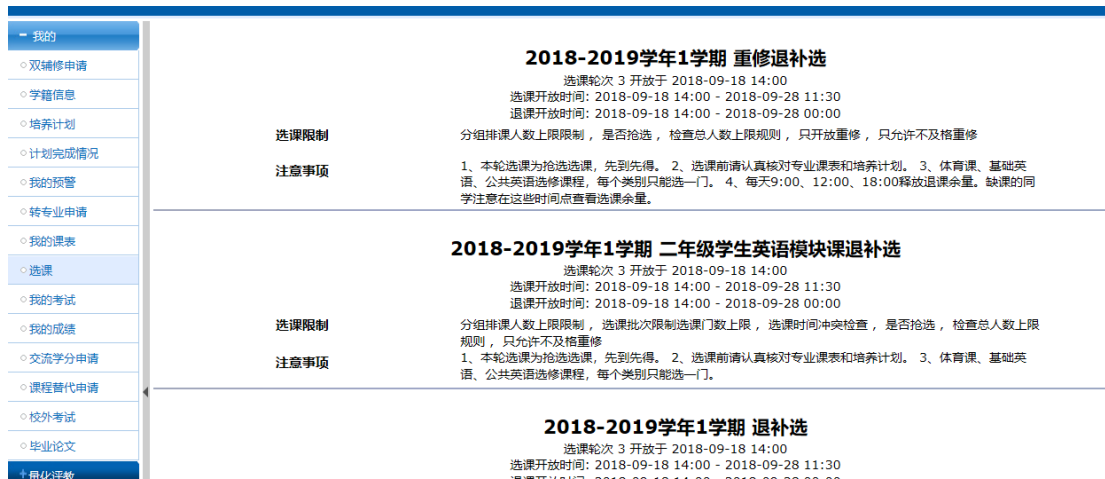 我的
双辅修申请
学籍信息
培养计划
计划完成情况
我的预警
转专业申请
我的课表
选课
我的考试
我的成绩
交流学分申请
课程替代申请
校外考试
毕业论文
量化评教
2018-2019学年1学期 重修退补选
选课轮次 3 开放于 2018-09-18 14:00
选课开放时间: 2018-09-18 14:00 - 2018-09-28 11:30
退课开放时间: 2018-09-18 14:00 - 2018-09-28 00:00
选课限制
分组排课人数上限限制 ，是否抢选 ，检查总人数上限规则 ，只开放重修 ，只允许不及格重修
注意事项
1、本轮选课为抢选选课，先到先得。 2、选课前请认真核对专业课表和培养计划。 3、体育课、基础英
语、公共英语选修课程，每个类别只能选一门。 4、每天9:00、12:00、18:00释放退课余量。缺课的同
学注意在这些时间点查看选课余量。
2018-2019学年1学期 二年级学生英语模块课退补选
选课轮次 3 开放于 2018-09-18 14:00
选课开放时间: 2018-09-18 14:00 - 2018-09-28 11:30
退课开放时间: 2018-09-18 14:00 - 2018-09-28 00:00
选课限制
分组排课人数上限限制 ，选课批次限制选课门数上限 ，选课时间冲突检查 ，是否抢选 ，检查总人数上限
规则 ，只允许不及格重修
注意事项
1、本轮选课为抢选选课，先到先得。 2、选课前请认真核对专业课表和培养计划。 3、体育课、基础英
语、公共英语选修课程，每个类别只能选一门。
2018-2019学年1学期 退补选
选课轮次 3 开放于 2018-09-18 14:00
选课开放时间: 2018-09-18 14:00 - 2018-09-28 11:30
退课开放时间: 2018-09-18 14:00 - 2018-09-28 00:00